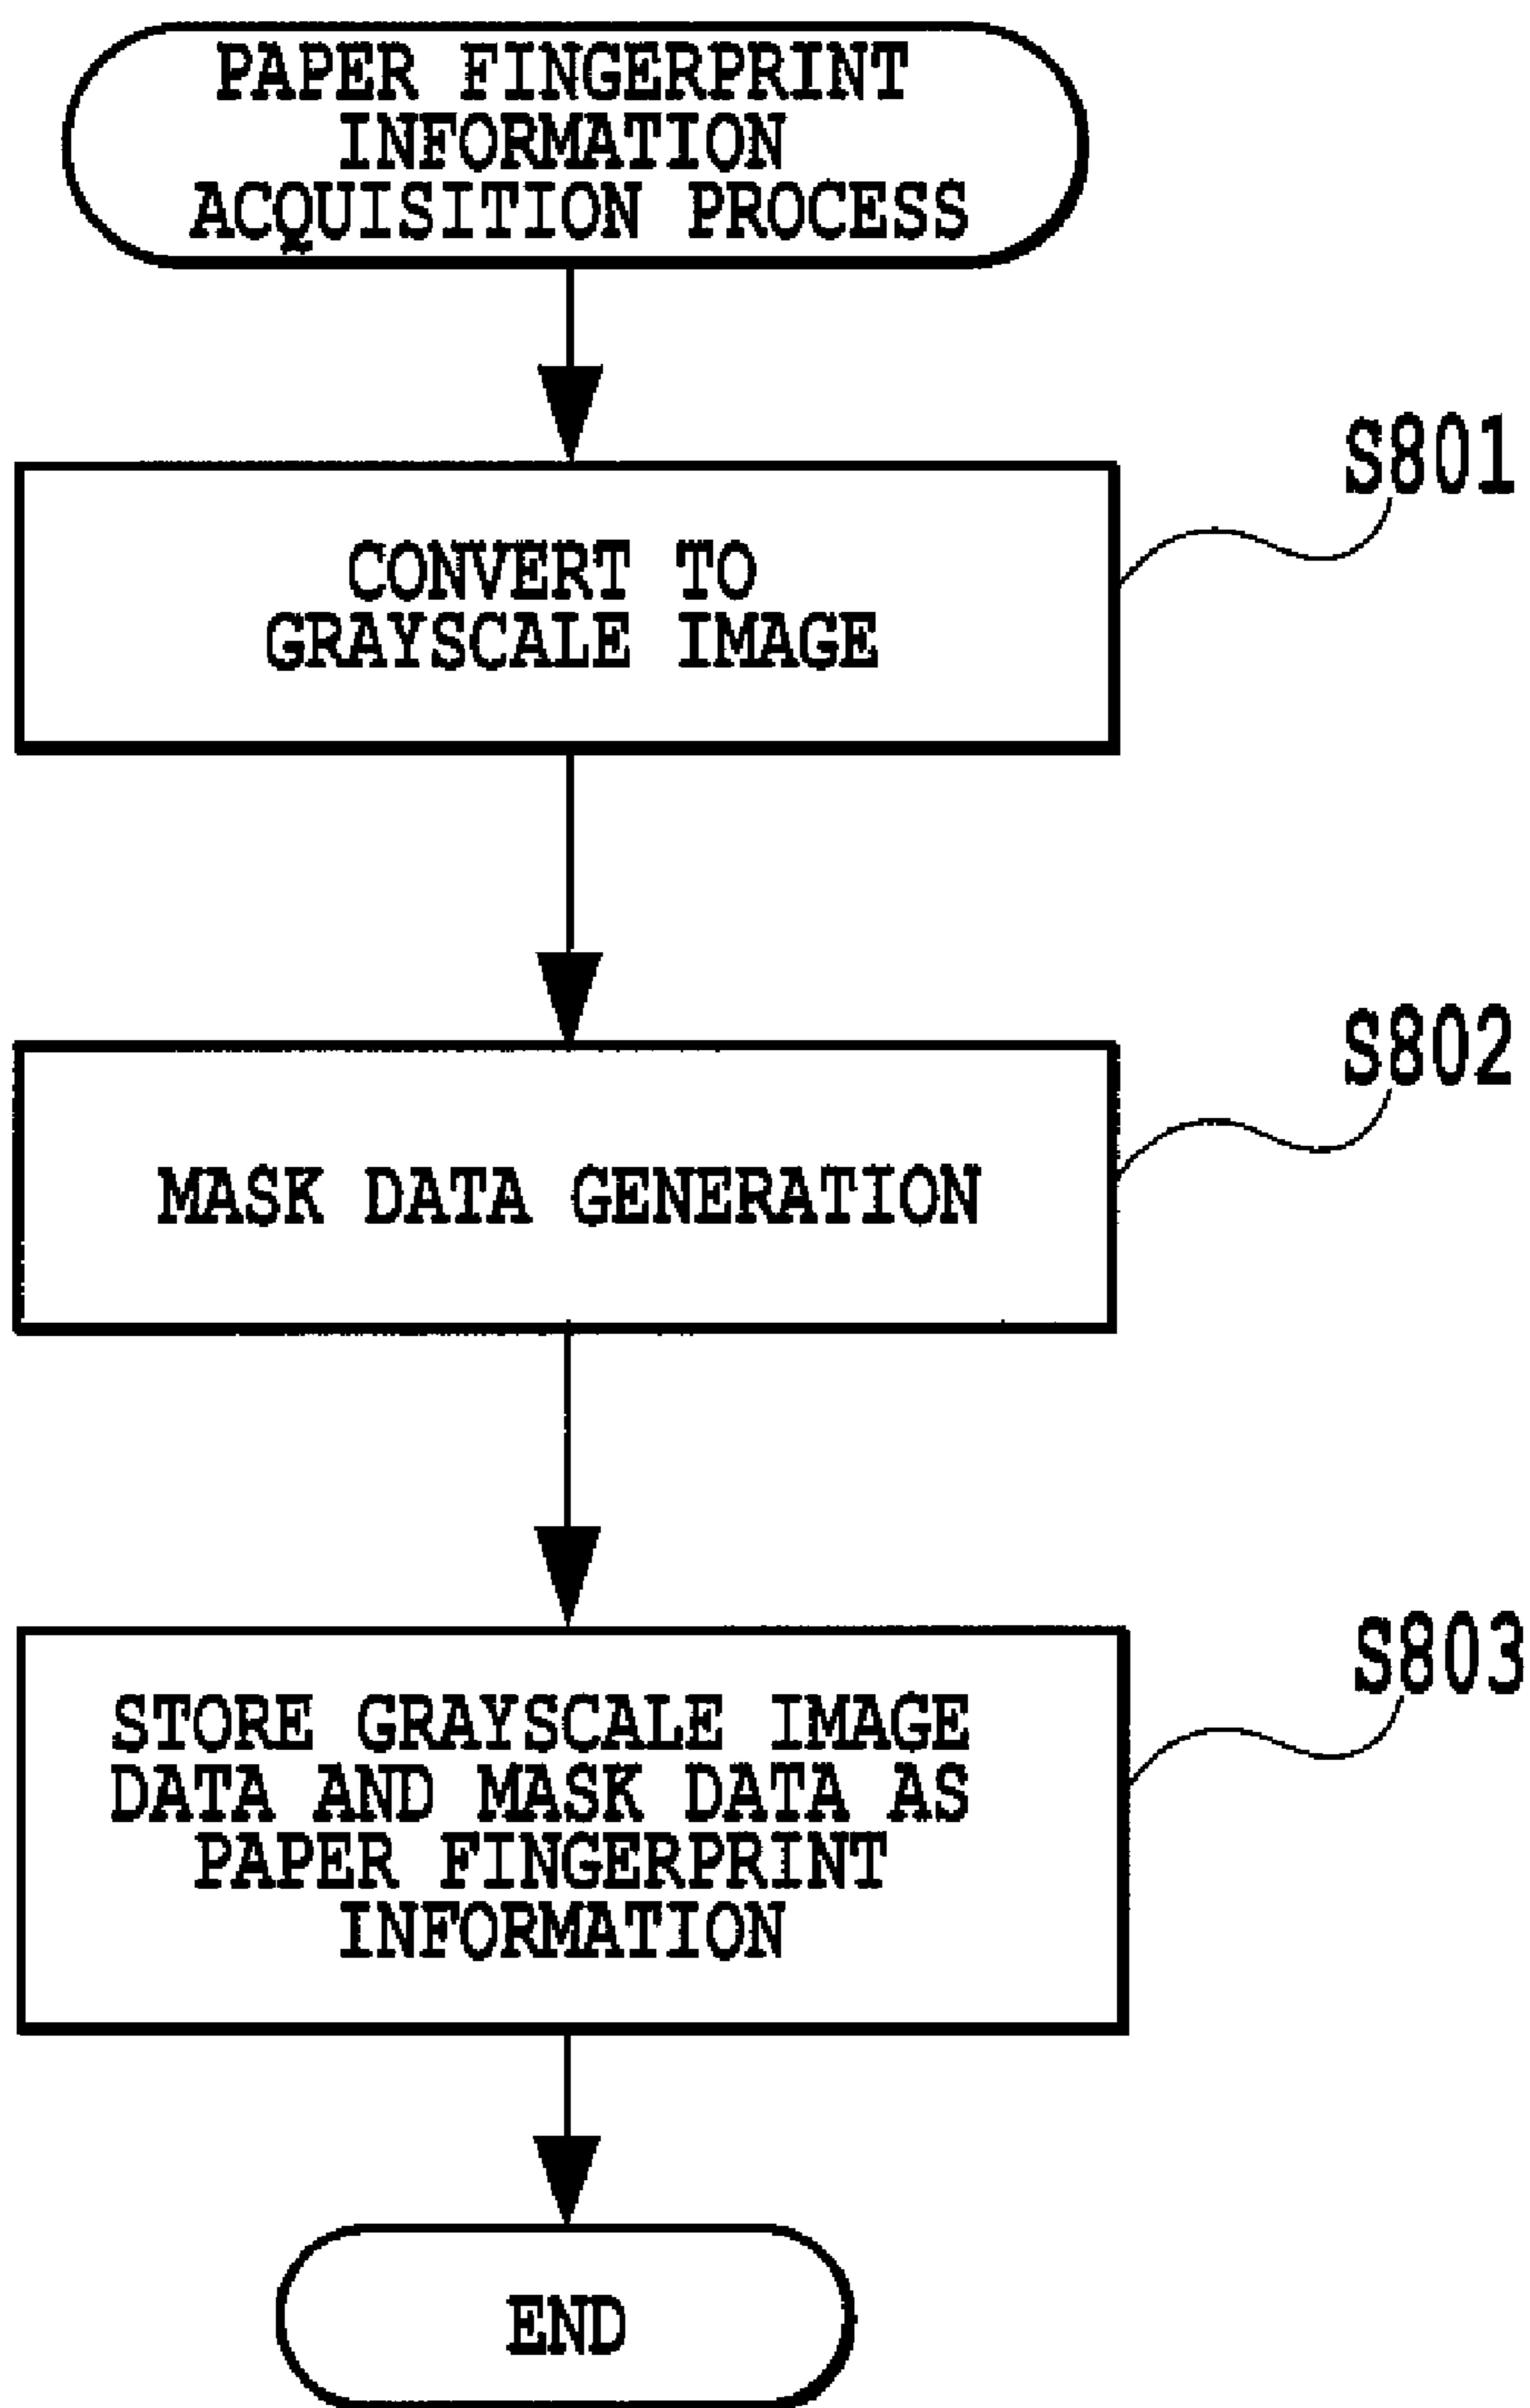 PAPER FINGERPRINT
INFORMATION
ACQUISITION PROCESS
S801
CONVERT TO
GRAYSCALE IMAGE
S802
MASK DATA GENERATION
S803
STORE GRAYSCALE IMAGE
DATA AND MASK DATA AS
PAPER FINGERPRINT
INFORMATION
END